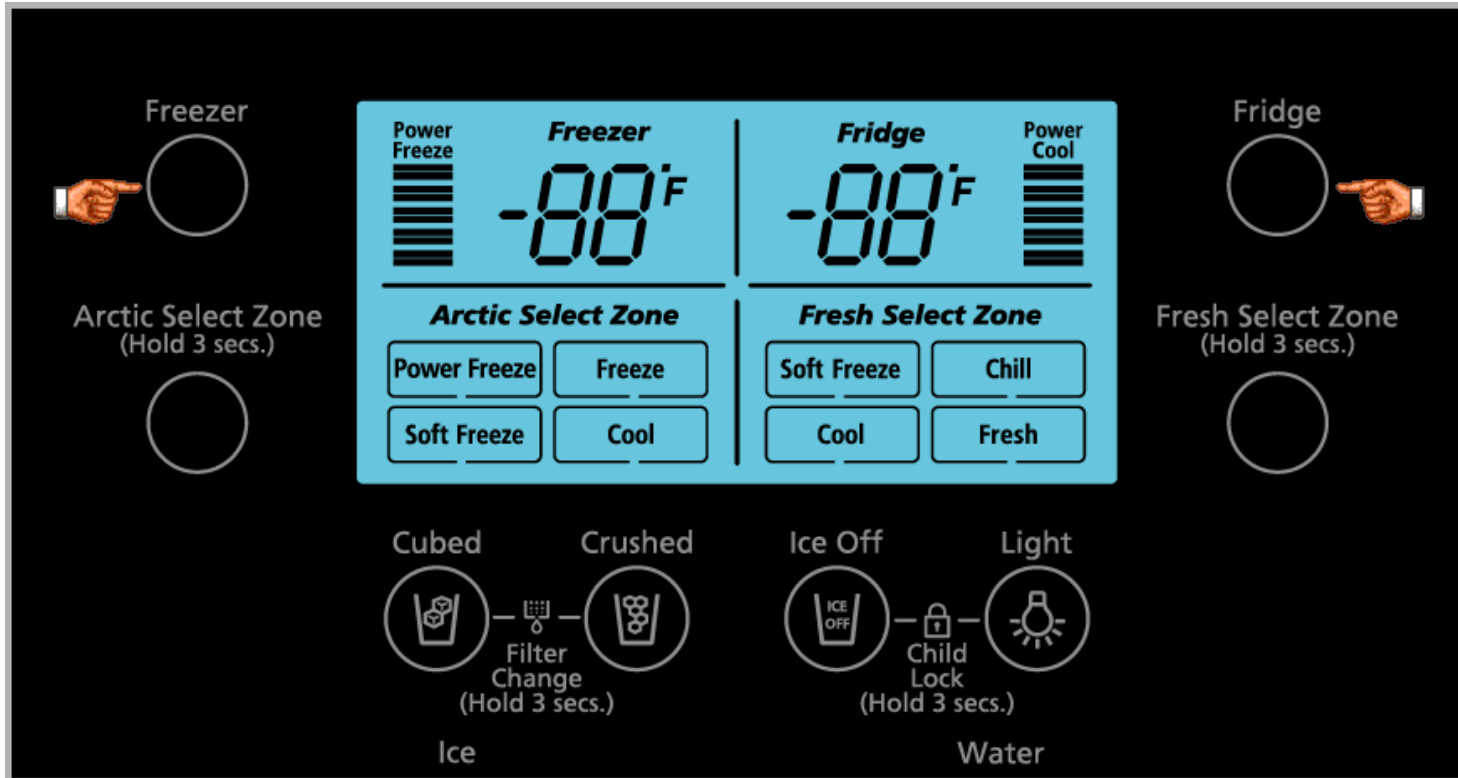 Freezer
Fridge
Power
Freeze
Freezer
-88°F
Fridge
-88°F
Power
Cool
Arctic Select Zone
(Hold 3 secs.)
Arctic Select Zone
Power Freeze
Freeze
Soft Freeze
Cool
Fresh Select Zone
Soft Freeze
Chill
Cool
Fresh
Fresh Select Zone
(Hold 3 secs.)
Cubed
Crushed
Filter
Change
(Hold 3 secs.)
Ice Off
ICE
OFF
Light
Child
Lock
(Hold 3 secs.)
Ice
Water